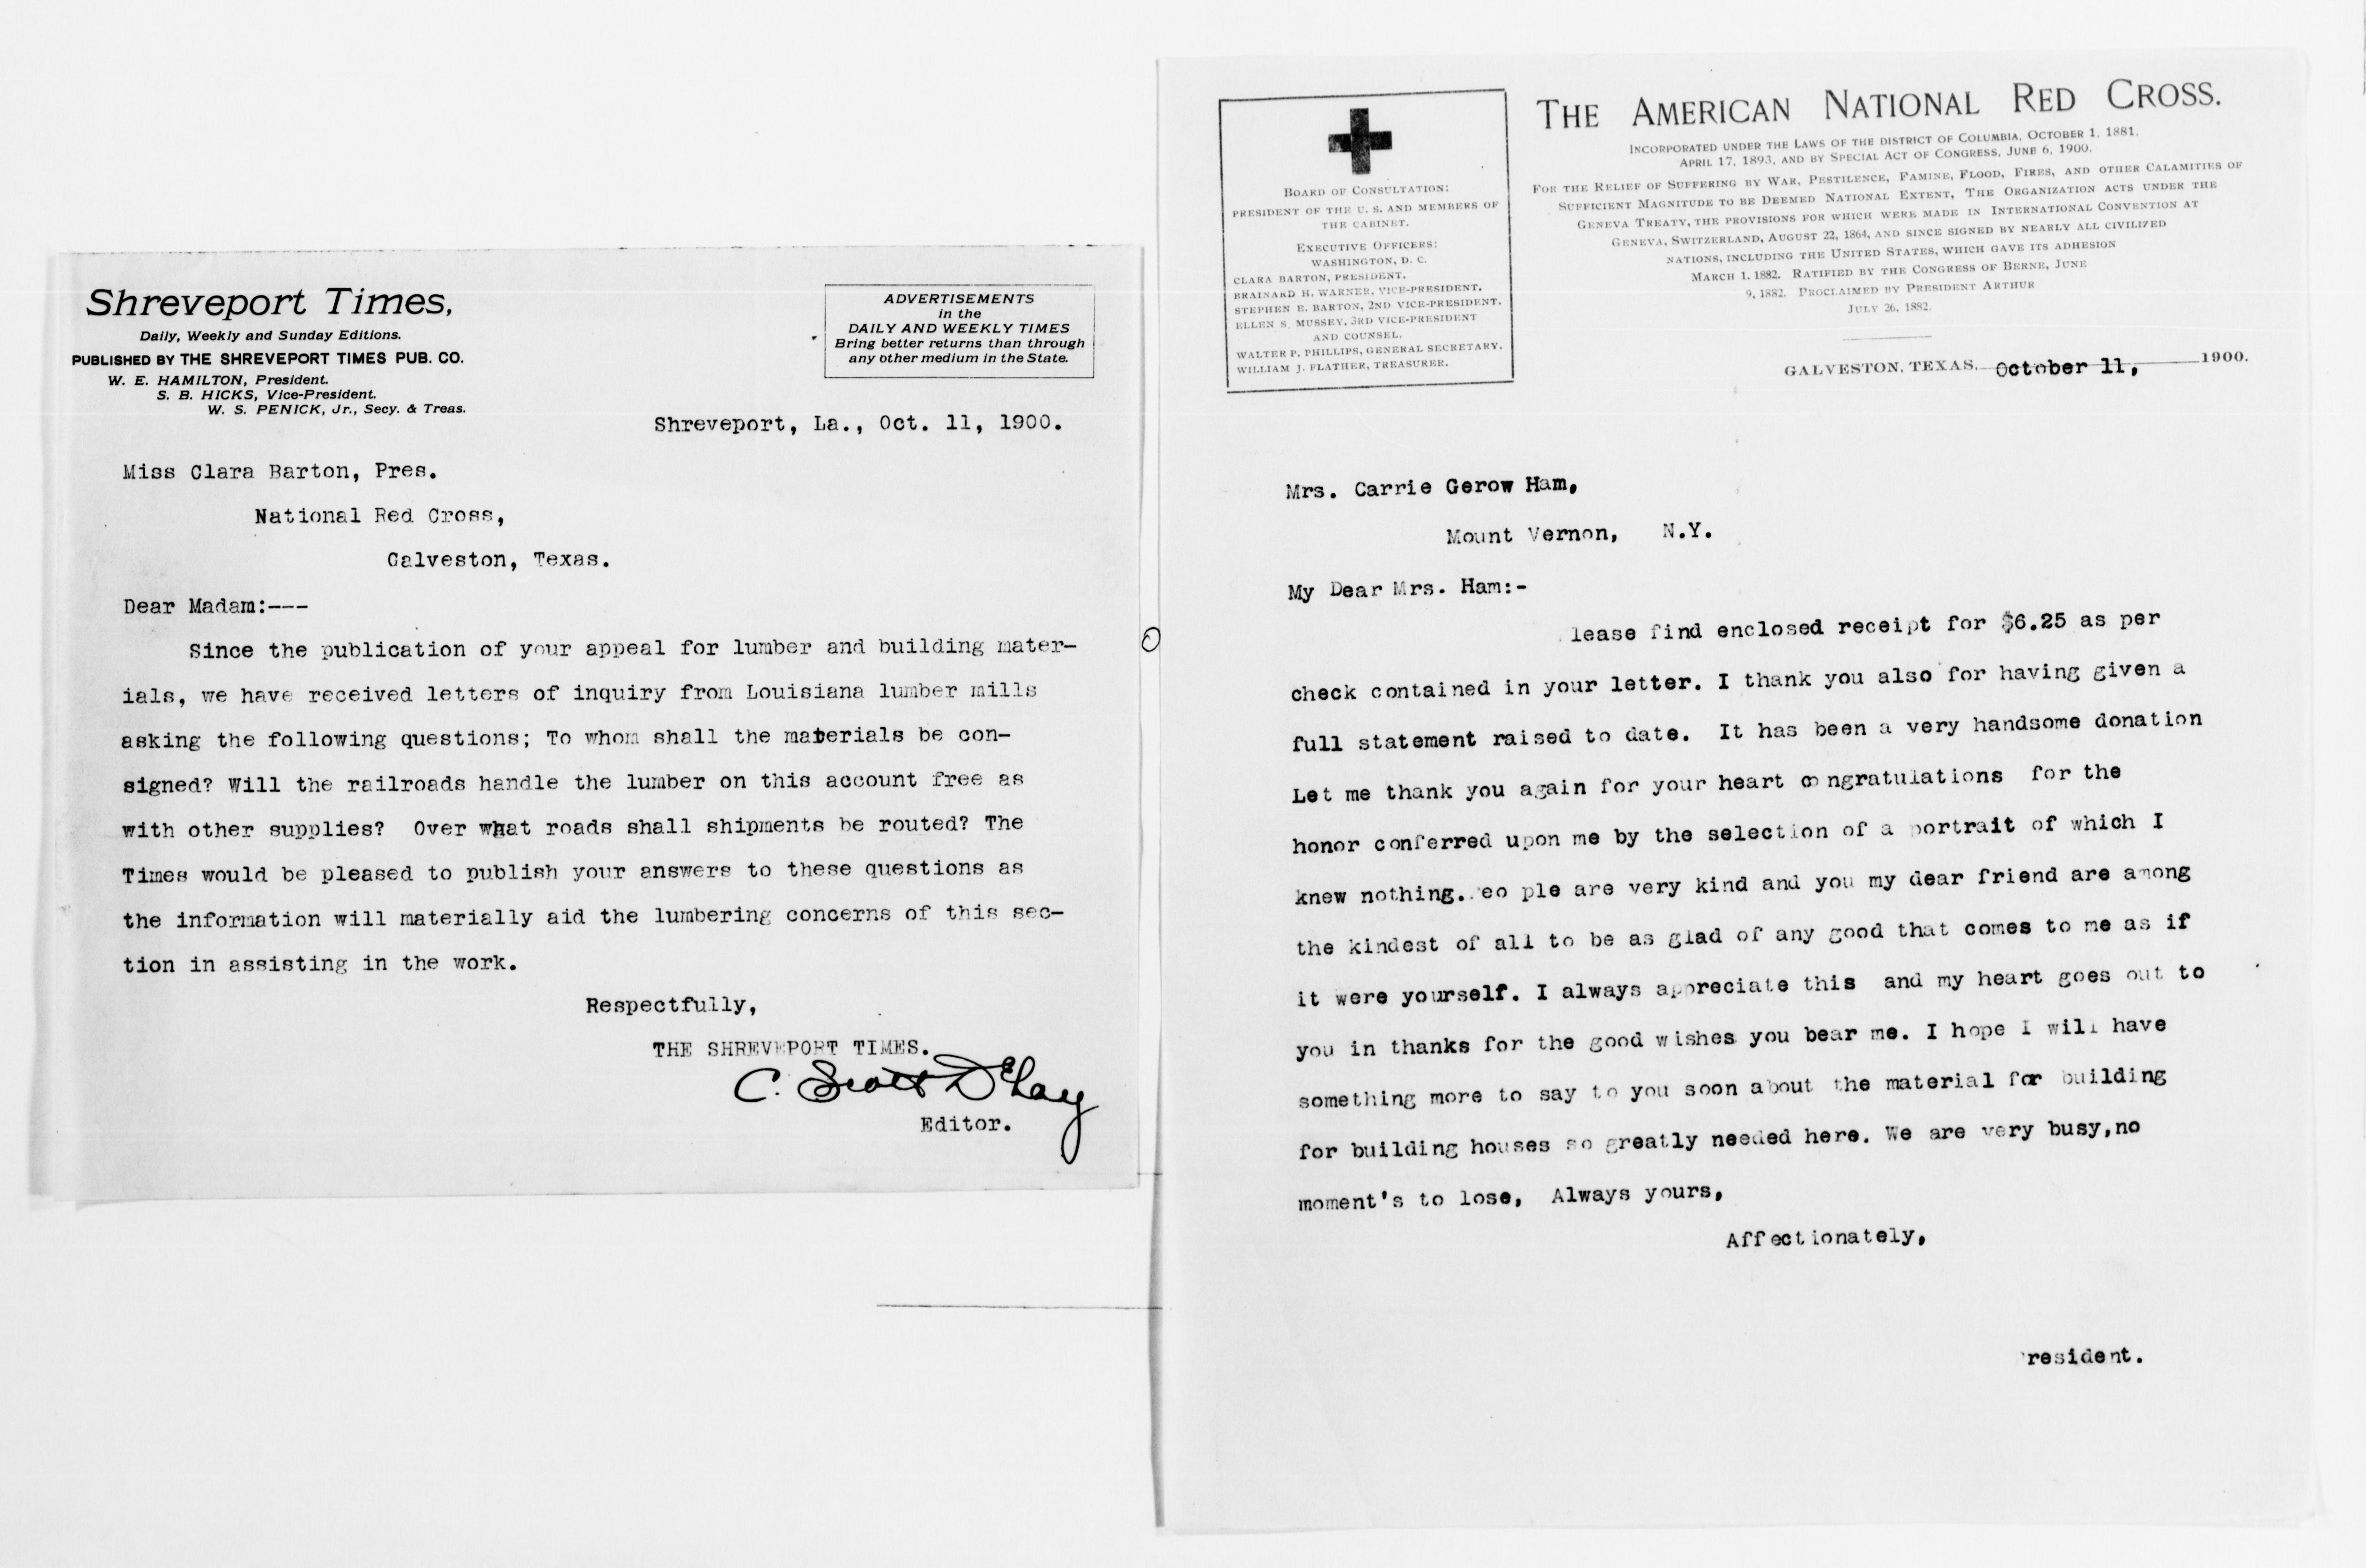 Shreveport Times,
Daily, Weekly and Sunday Editions.
PUBLISHED BY THE SHREVEPORT TIMES PUB. CO.
W. E. HAMILTON, President.
S. B. HICKS, Vice-President.
W. S. PENICK, Jr., Secy. & Treas.
ADVERTISEMENTS
in the
DAILY AND WEEKLY TIMES
Bring better returns than through
any other medium in the State.
Shreveport, La., Oct. 11, 1900.
Miss Clara Barton, Pres.
National Red Cross,
Galveston, Texas.
Dear Madam:---
Since the publication of your appeal for lumber and building mater-
ials, we have received letters of inquiry from Louisiana lumber mills
asking the following questions; To whom shall the materials be con-
signed? Will the railroads handle the lumber on this account free as
with other supplies? Over what roads shall shipments be routed? The
Times would be pleased to publish your answers to these questions as
the information will materially aid the lumbering concerns of this sec-
tion in assisting in the work.
Respectfully,
THE SHREVEPORT TIMES.
C. Scott
Editor.
BOARD OF CONSULTATION:
PRESIDENT OF THE U. S. AND MEMBERS OF
THE CABINET.
EXECUTIVE OFFICERS:
WASHINGTON, D. C.
CLARA BARTON, PRESIDENT.
BRAINARD H. WARNER, VICE-PRESIDENT.
STEPHEN E. BARTON, 2ND VICE-PRESIDENT.
ELLEN S. MUSSEY, 3RD VICE-PRESIDENT
AND COUNSEL.
WALTER P. PHILLIPS, GENERAL SECRETARY.
WILLIAM J. FLATHER, TREASURER.
THE AMERICAN NATIONAL RED CROSS.
INCORPORATED UNDER THE LAWS OF THE DISTRICT OF COLUMBIA, OCTOBER 1, 1881,
APRIL 17, 1893, AND BY SPECIAL ACT OF CONGRESS, JUNE 6, 1900.
FOR THE RELIEF OF SUFFERING BY WAR, PESTILENCE, FAMINE, FLOOD, FIRES, AND OTHER CALAMITIES OF
SUFFICIENT MAGNITUDE TO BE DEEMED NATIONAL EXTENT, THE ORGANIZATION ACTS UNDER THE
GENEVA TREATY, THE PROVISIONS FOR WHICH WERE MADE IN INTERNATIONAL CONVENTION AT
GENEVA, SWITZERLAND, AUGUST 22, 1864, AND SINCE SIGNED BY NEARLY ALL CIVILIZED
NATIONS, INCLUDING THE UNITED STATES, WHICH GAVE ITS ADHESION
MARCH 1, 1882. RATIFIED BY THE CONGRESS OF BERNE, JUNE
9, 1882. PROCLAIMED BY PRESIDENT ARTHUR
JULY 26, 1882.
GALVESTON, TEXAS, October 11, 1900.
Mrs. Carrie Gerow Ham,
Mount Vernon, N.Y.
My Dear Mrs. Ham:-
lease find enclosed receipt for $6.25 as per
check contained in your letter. I thank you also for having given a
full statement raised to date. It has been a very handsome donation
Let me thank you again for your heart congratulations for the
honor conferred upon me by the selection of a portrait of which I
knew nothing. eo ple are very kind and you my dear friend are among
the kindest of all to be as glad of any good that comes to me as if
it were yourself. I always appreciate this and my heart goes out to
you in thanks for the good wishes you bear me. I hope I will have
something more to say to you soon about the material for building
for building houses so greatly needed here. We are very busy,no
moment's to lose, Always yours,
Affectionately,
resident.